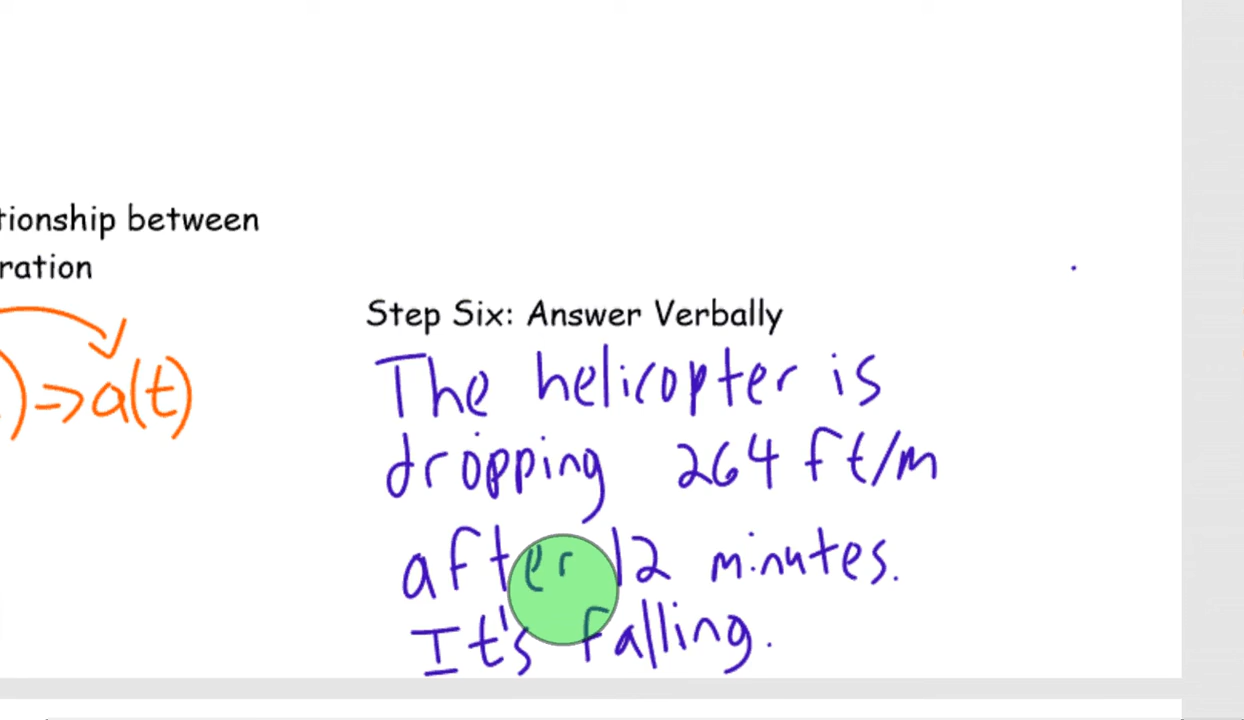 tionship between
ration
) => a(t)
Step Six: Answer Verbally
The helicopter is
dropping 264 ft/m
after 12 minutes.
It's falling.